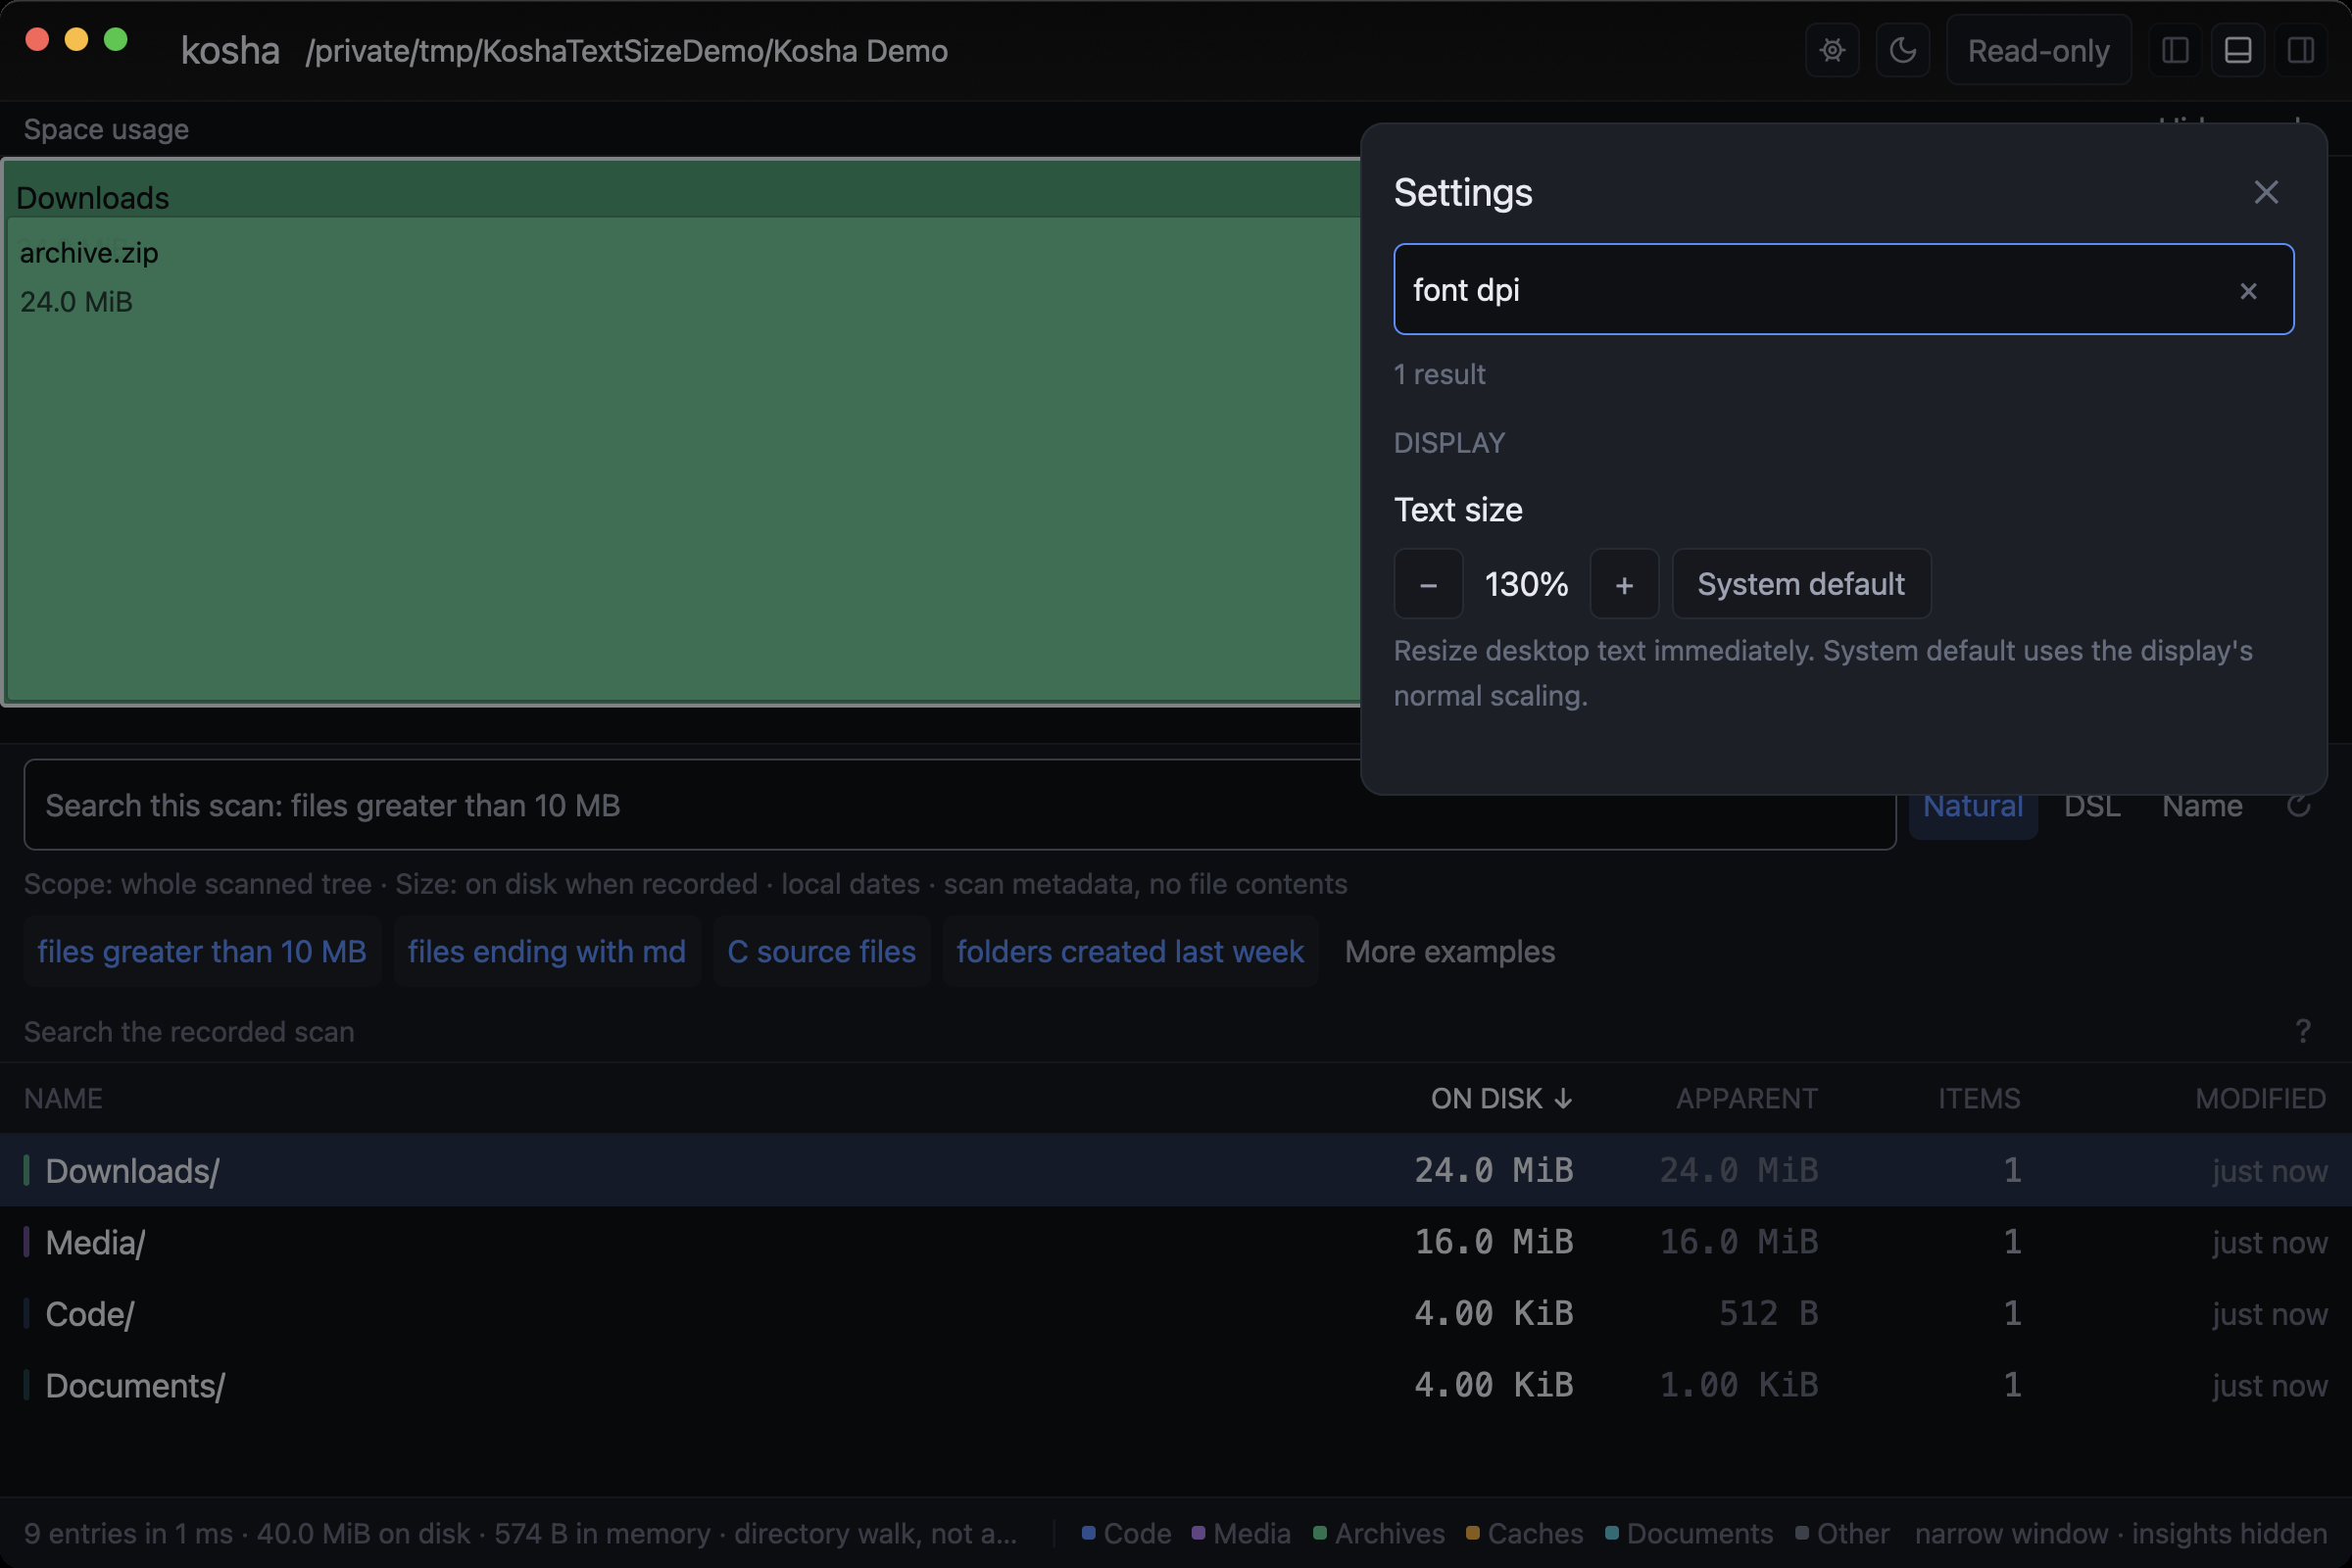 kosha /private/tmp/KoshaTextSizeDemo/Kosha Demo
Read-only
Space usage
Downloads
archive.zip
24.0 MiB
Settings
font dpi
1 result
DISPLAY
Text size
− 130% + System default
Resize desktop text immediately. System default uses the display's
normal scaling.
Search this scan: files greater than 10 MB
Natural DSL Name
Scope: whole scanned tree · Size: on disk when recorded · local dates · scan metadata, no file contents
files greater than 10 MB files ending with md C source files folders created last week More examples
Search the recorded scan ?
NAME ON DISK ↓ APPARENT ITEMS MODIFIED
Downloads/ 24.0 MiB 24.0 MiB 1 just now
Media/ 16.0 MiB 16.0 MiB 1 just now
Code/ 4.00 KiB 512 B 1 just now
Documents/ 4.00 KiB 1.00 KiB 1 just now
9 entries in 1 ms · 40.0 MiB on disk · 574 B in memory · directory walk, not a... Code Media Archives Caches Documents Other narrow window · insights hidden